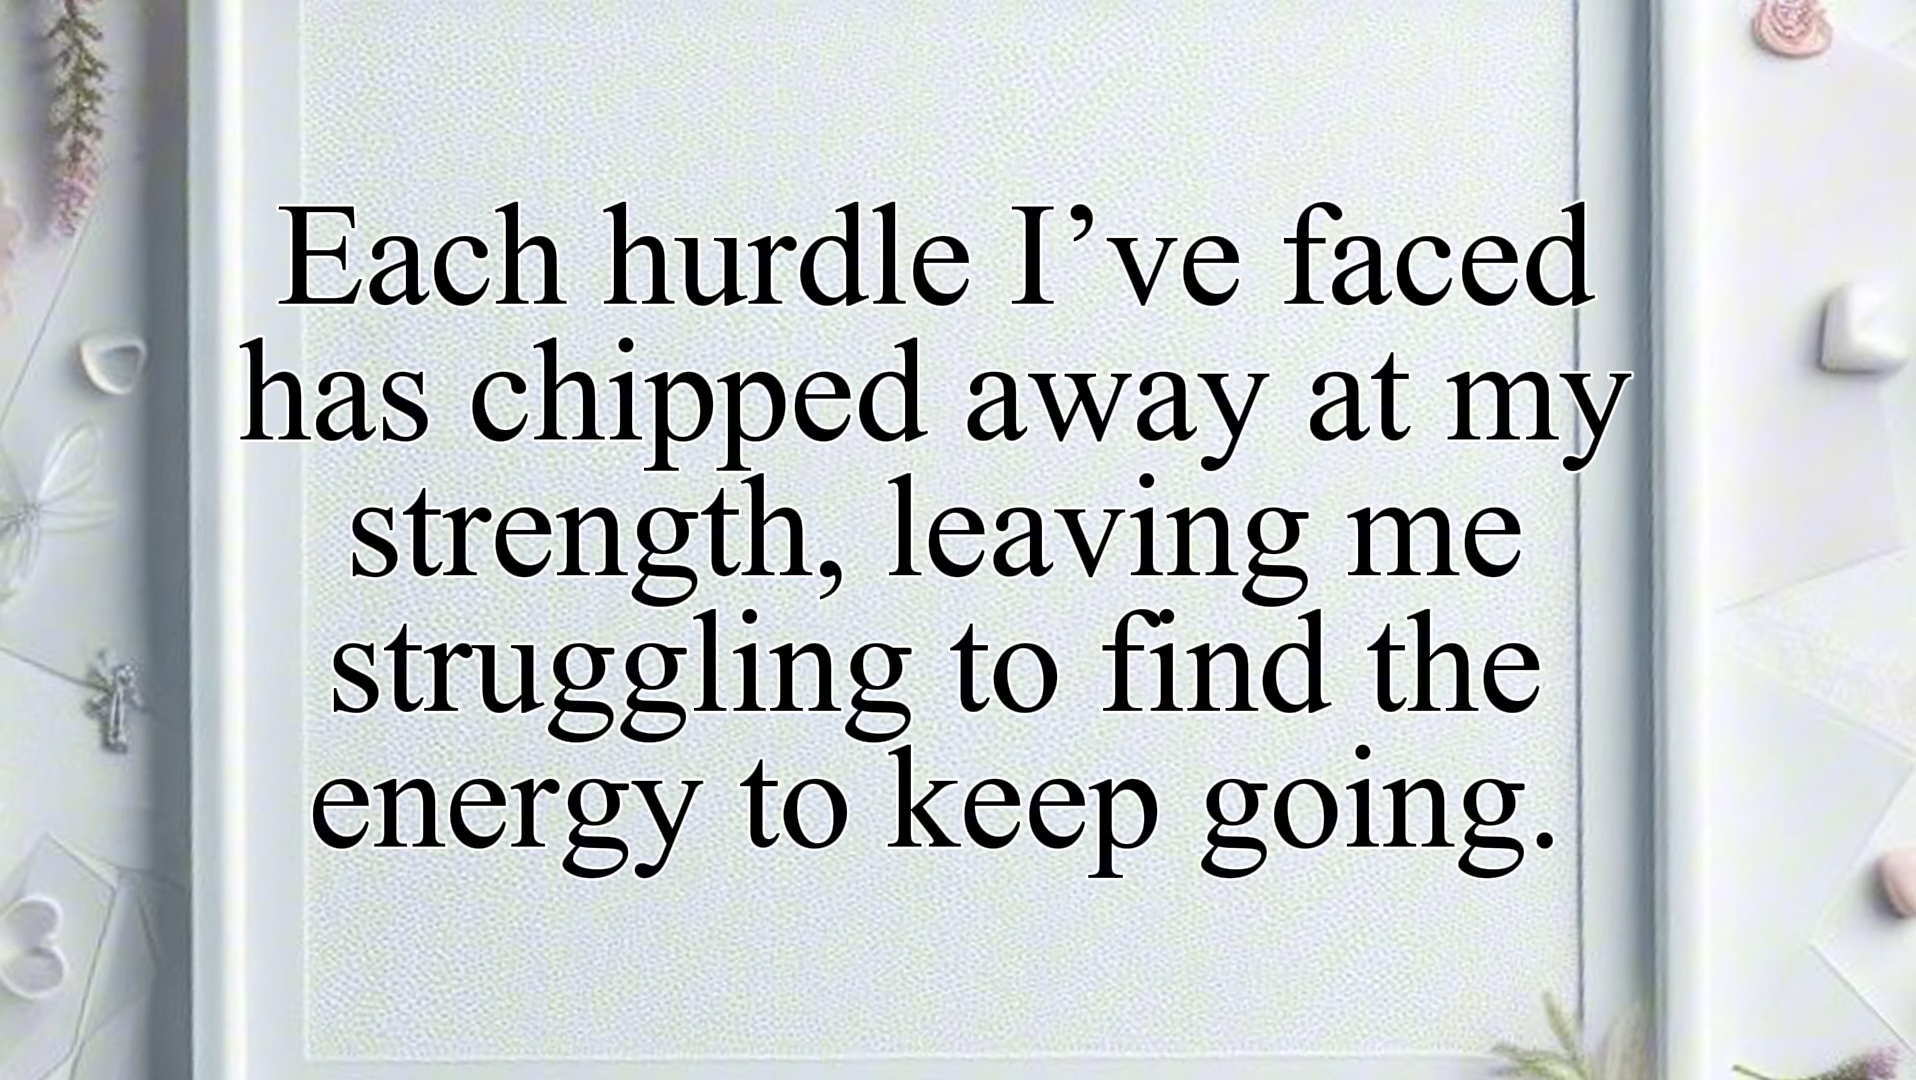 Each hurdle I’ve faced
has chipped away at my
strength, leaving me
struggling to find the
energy to keep going.